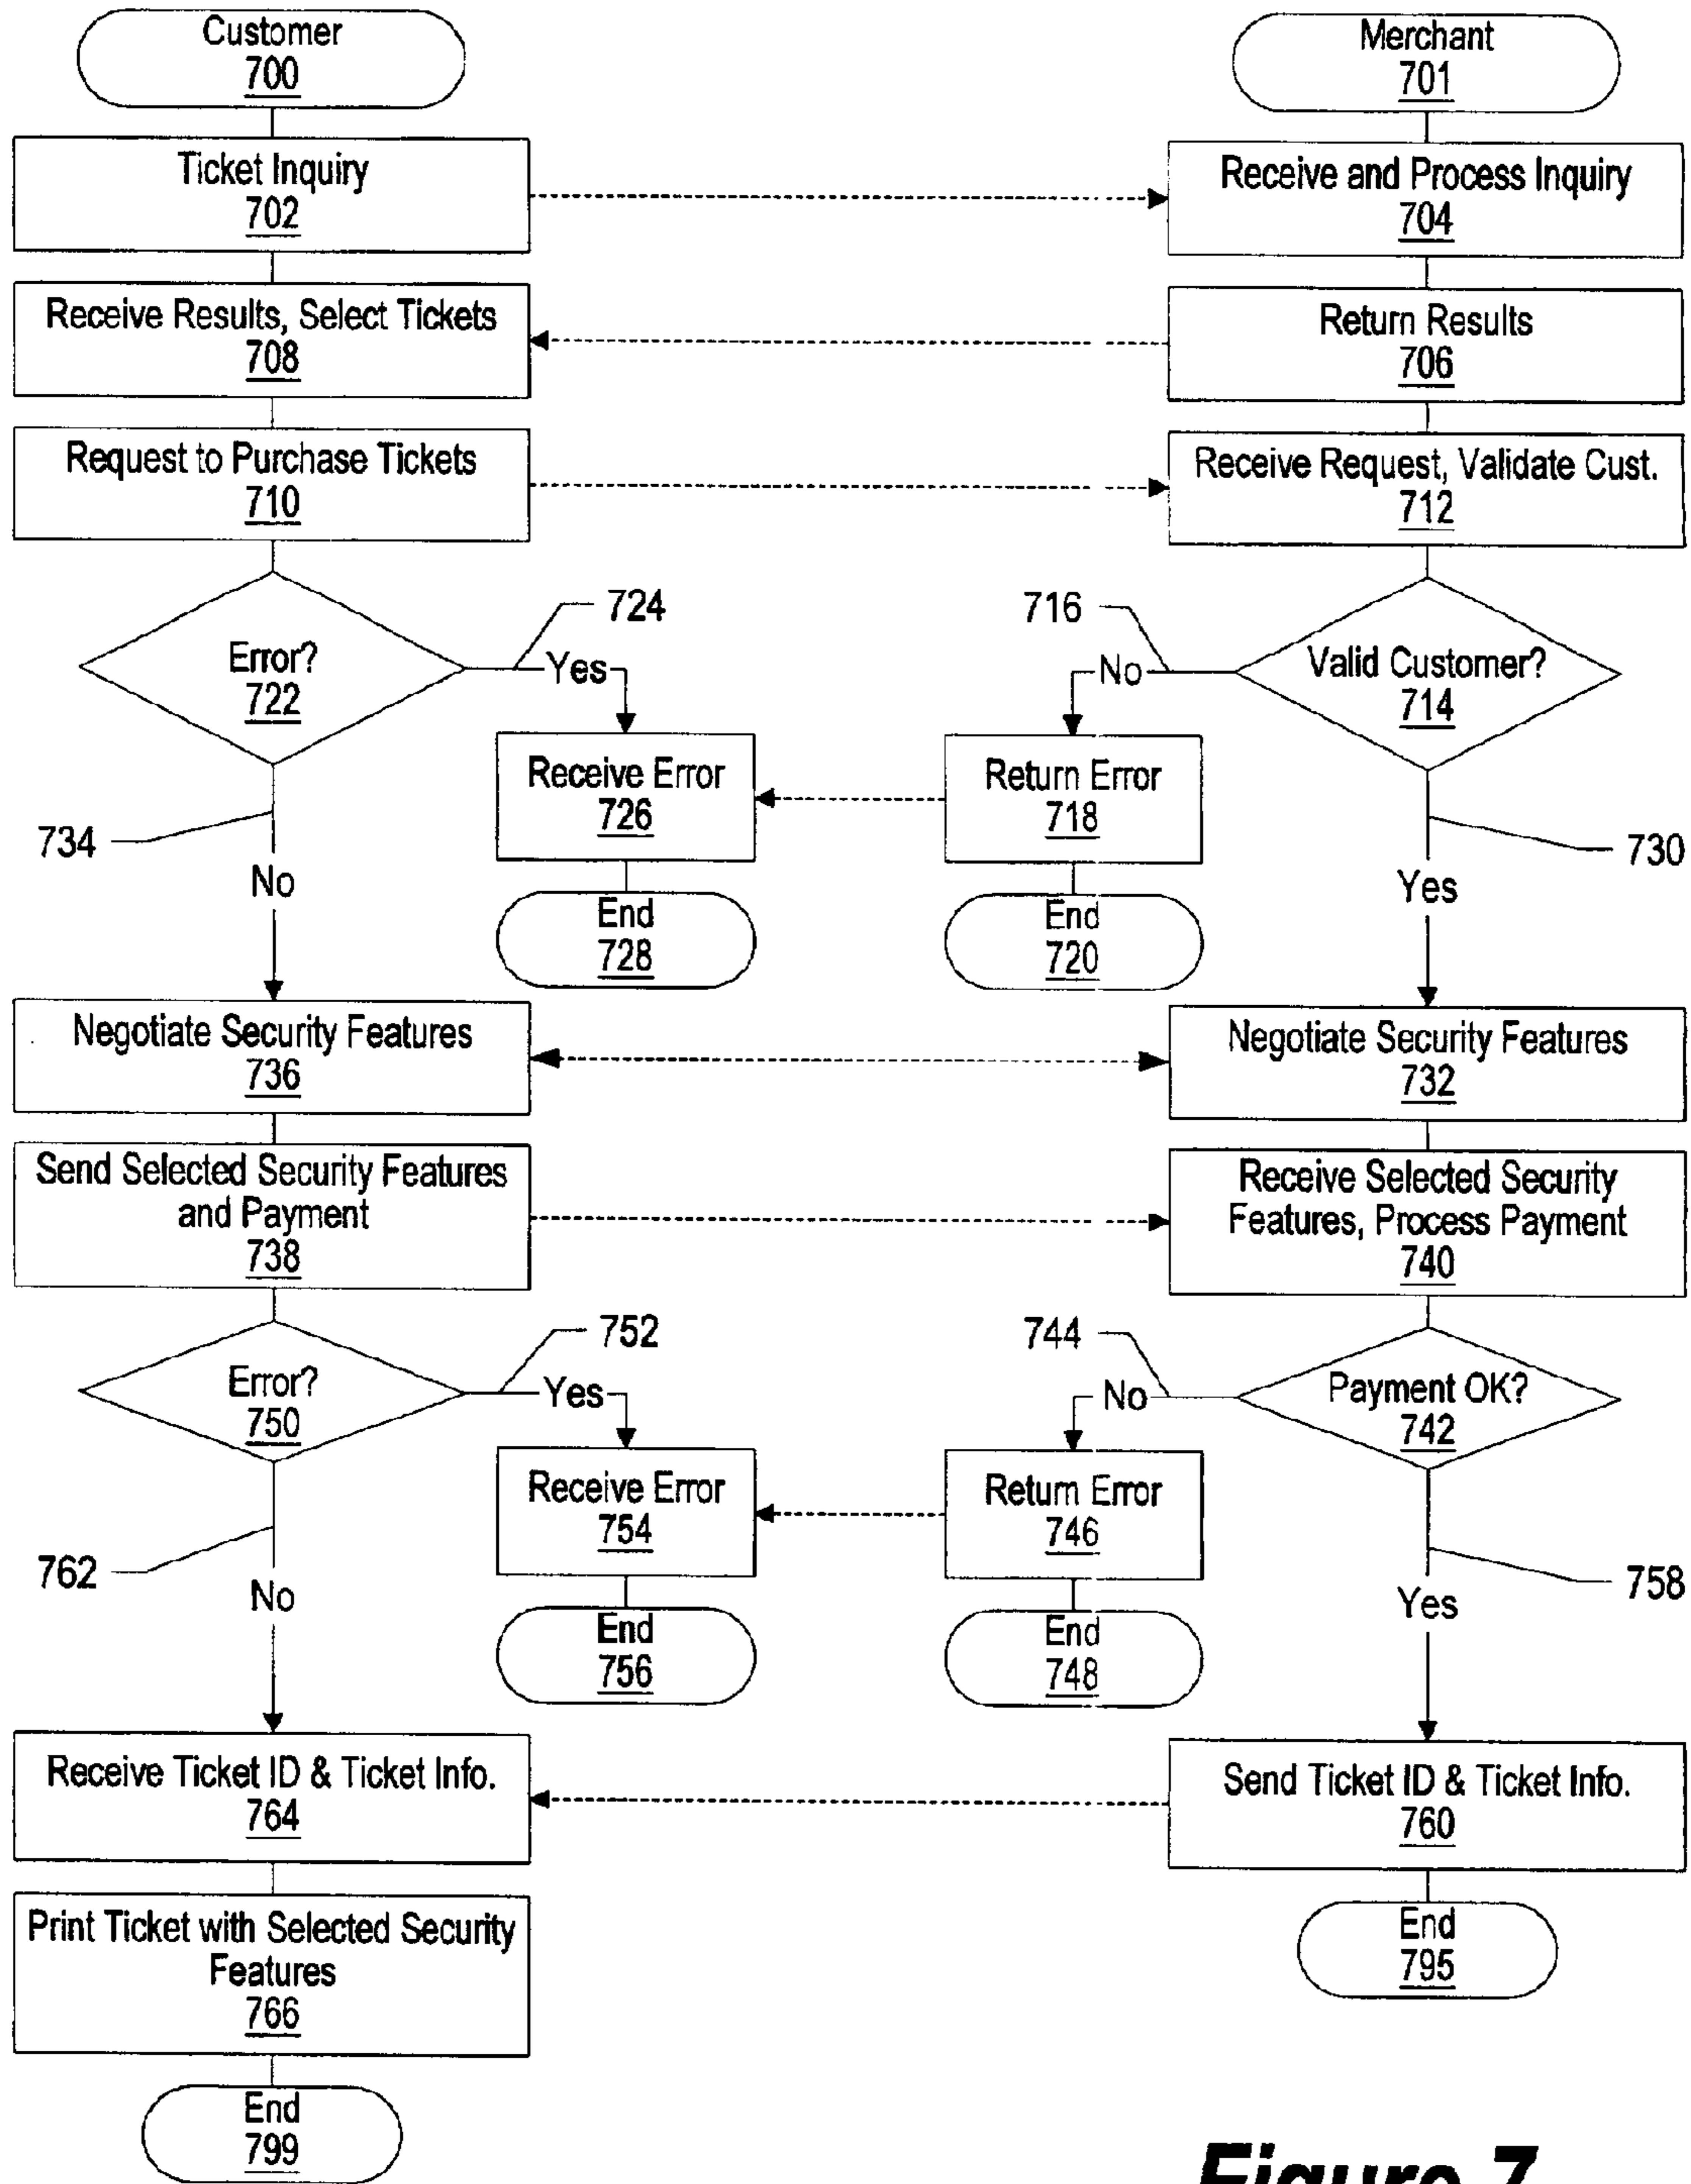 Customer
700
Merchant
701
Ticket Inquiry
702
Receive and Process Inquiry
704
Receive Results, Select Tickets
708
Return Results
706
Request to Purchase Tickets
710
Receive Request, Validate Cust.
712
724
716
Error?
722
Yes
No
Valid Customer?
714
Receive Error
726
Return Error
718
734
730
No
Yes
End
728
End
720
Negotiate Security Features
736
Negotiate Security Features
732
Send Selected Security Features
and Payment
738
Receive Selected Security
Features, Process Payment
740
752
744
Error?
750
Yes
No
Payment OK?
742
Receive Error
754
Return Error
746
762
758
No
Yes
End
756
End
748
Receive Ticket ID & Ticket Info.
764
Send Ticket ID & Ticket Info.
760
Print Ticket with Selected Security
Features
766
End
795
End
799
Figure 7